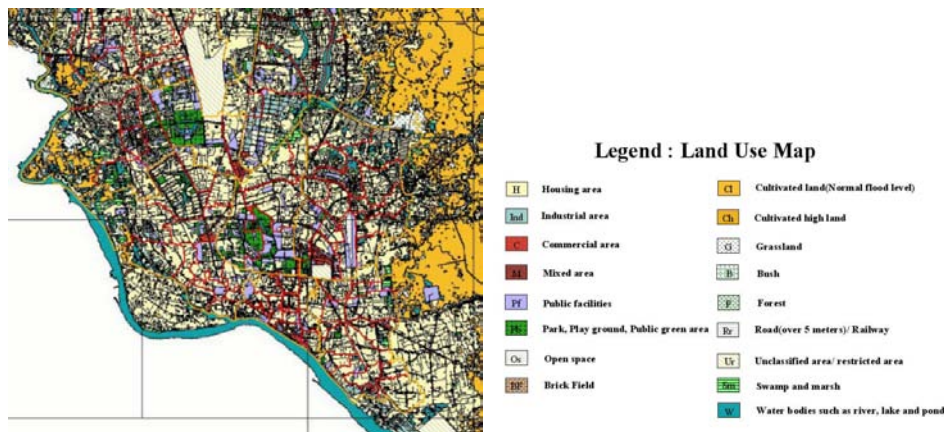 Legend : Land Use Map
H Housing area
Ind Industrial area
C Commercial area
M Mixed area
Pf Public facilities
Park, Play ground, Public green area
Os Open space
BF Brick Field
Cl Cultivated land(Normal flood level)
Ch Cultivated high land
G Grassland
B Bush
F Forest
Rr Road(over 5 meters)/ Railway
Ur Unclassified area/ restricted area
Sm Swamp and marsh
W Water bodies such as river, lake and pond